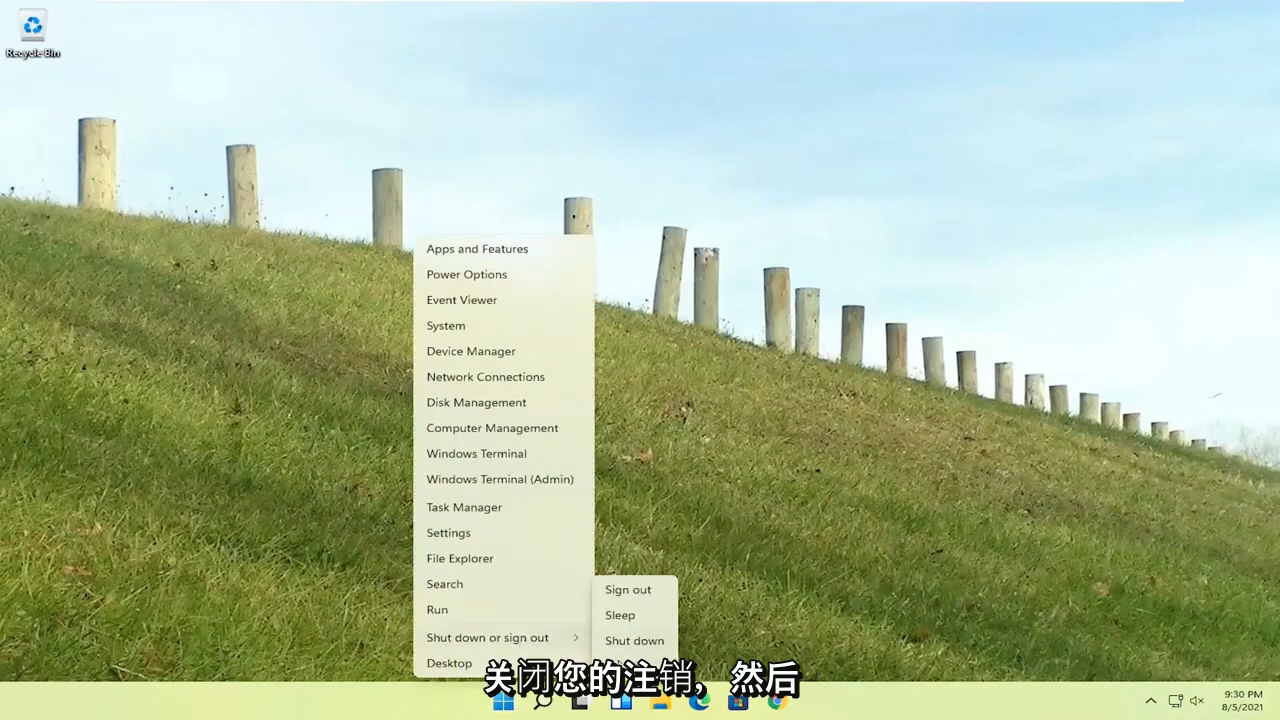 Recycle Bin
Apps and Features
Power Options
Event Viewer
System
Device Manager
Network Connections
Disk Management
Computer Management
Windows Terminal
Windows Terminal (Admin)
Task Manager
Settings
File Explorer
Search
Run
Shut down or sign out
Desktop
Sign out
Sleep
Shut down
关闭您的注销，然后
9:30 PM
8/5/2021